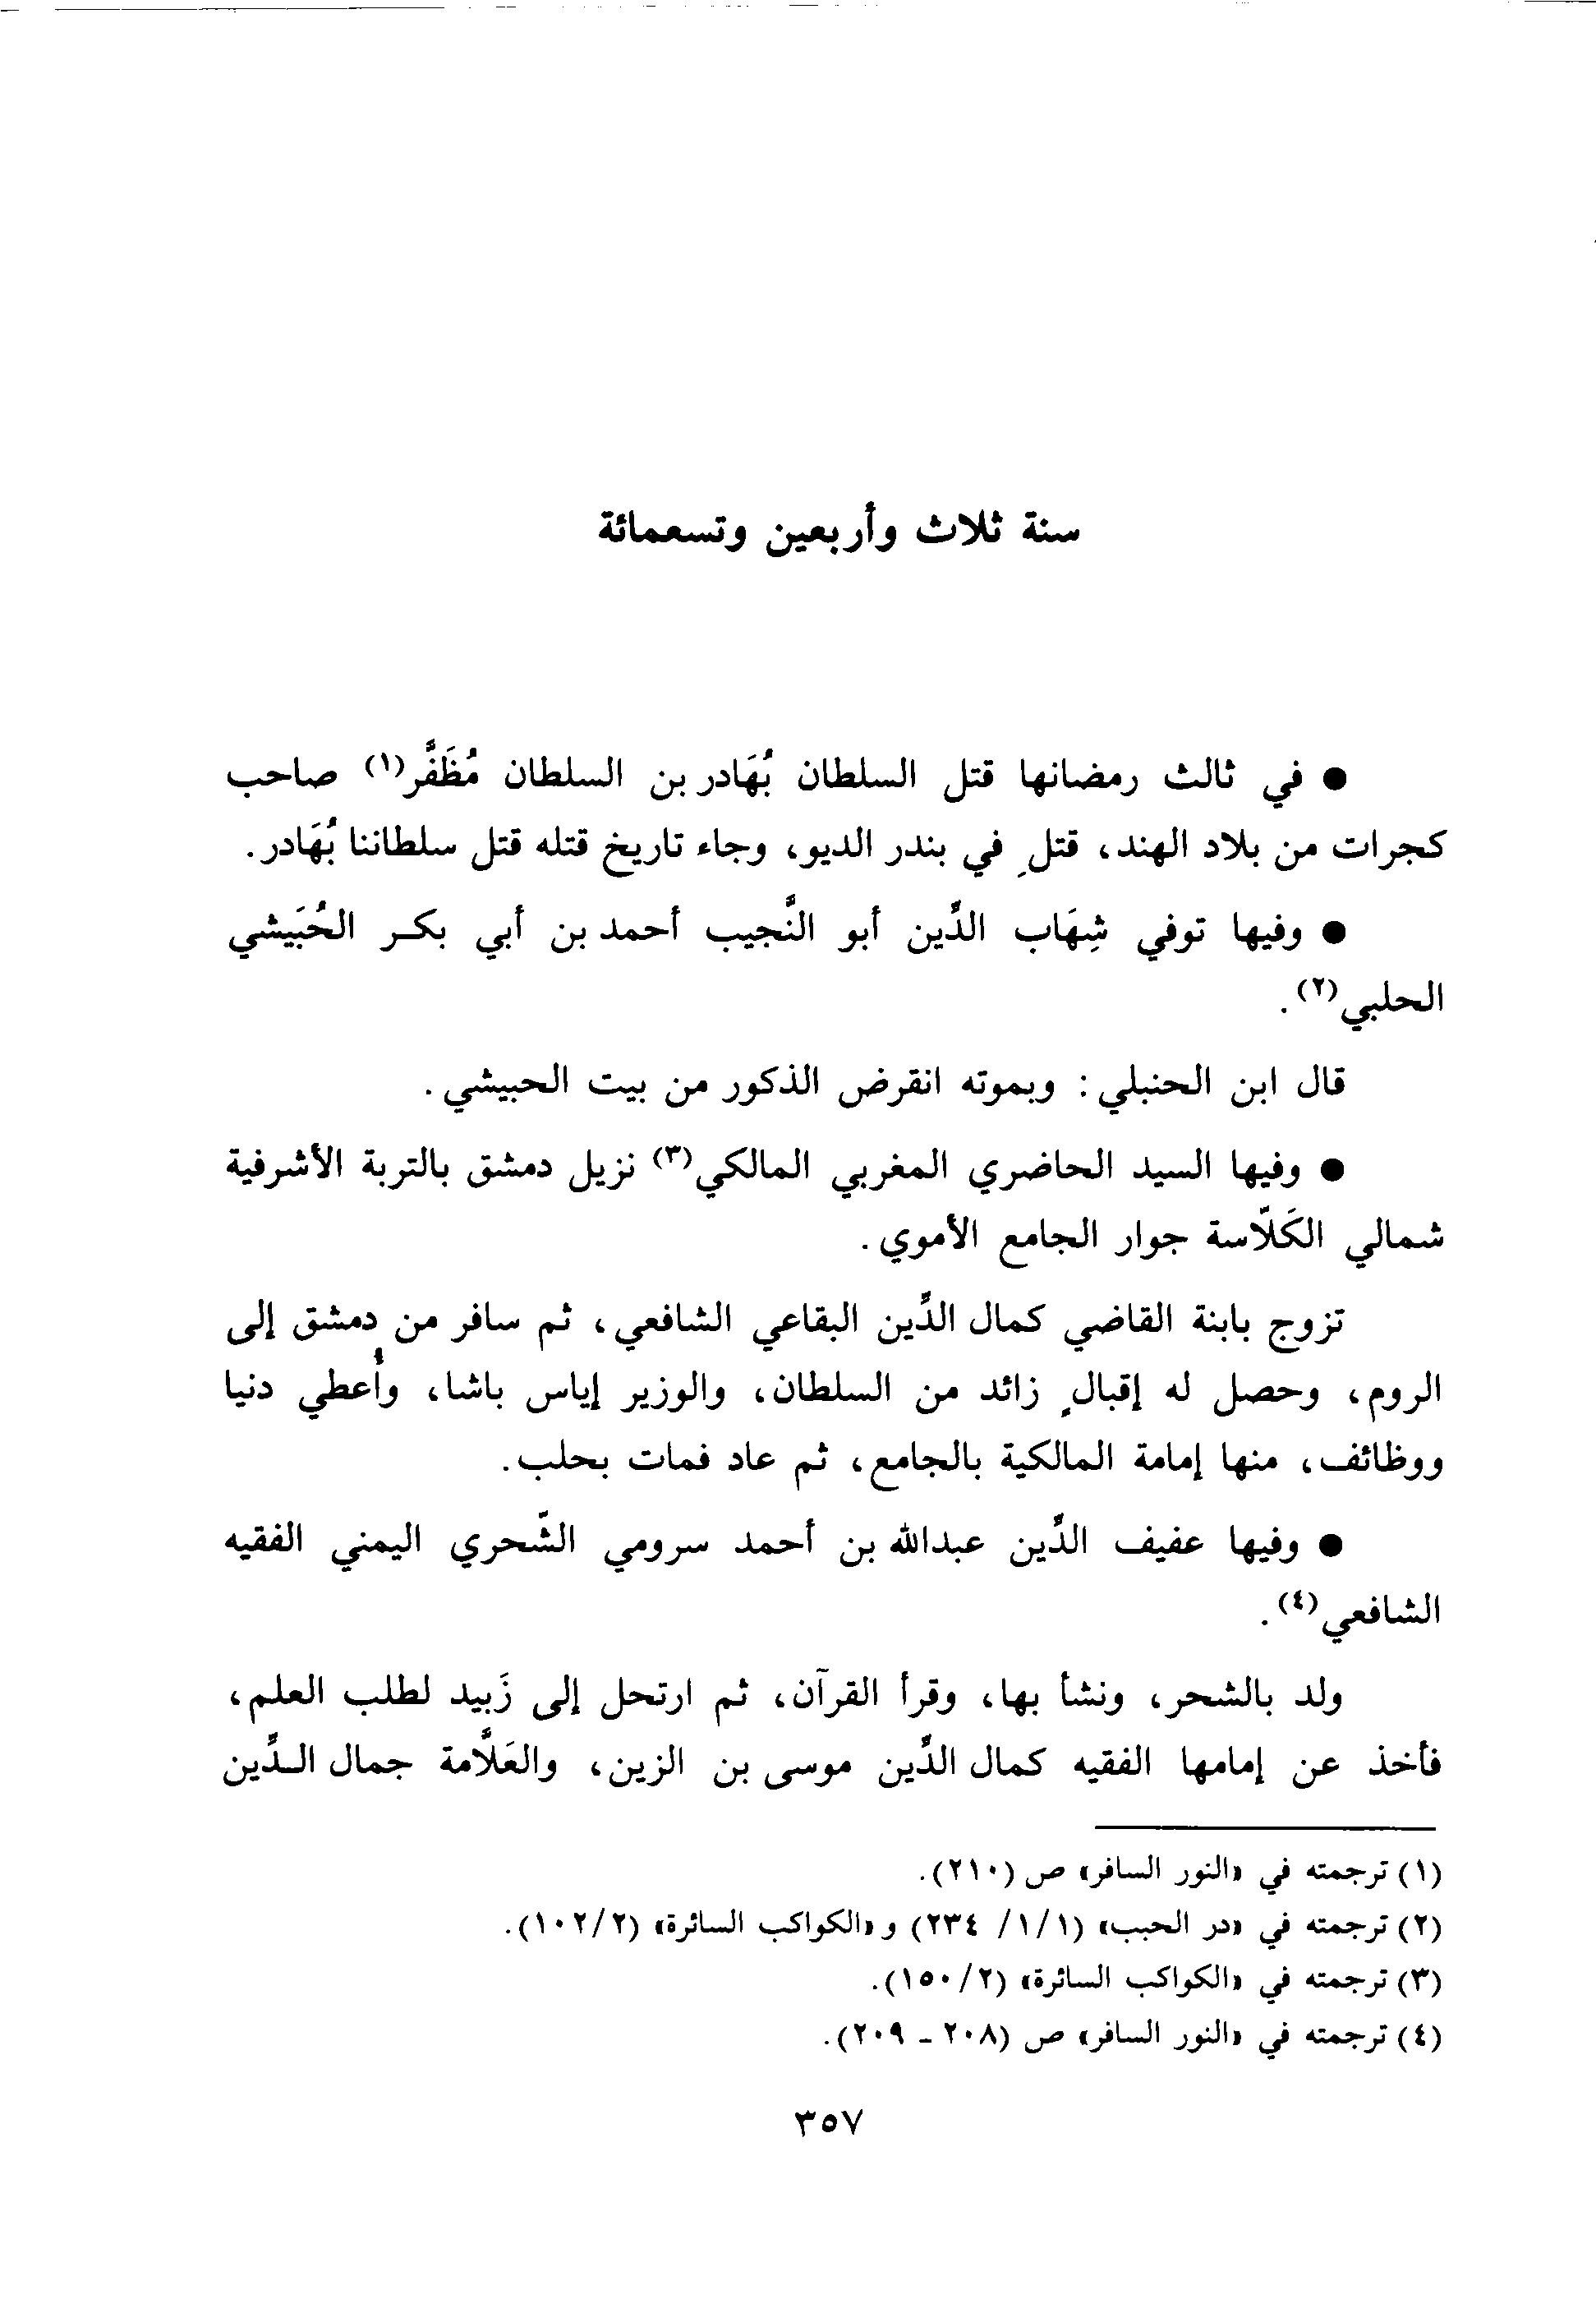 سنة ثلاث وأربعين وتسعمائة
● في ثالث رمضانها قتل السلطان بُهَادر بن السلطان مُظَفَّر(١) صاحب
كجرات من بلاد الهند، قتلِ في بندر الديو، وجاء تاريخ قتله قتل سلطاننا بُهَادر.
● وفيها توفي شِهَاب الدِّين أبو النَّجيب أحمد بن أبي بكر الحُبَيشي
الحلبي(٢).
قال ابن الحنبلي: وبموته انقرض الذكور من بيت الحبيشي.
● وفيها السيد الحاضري المغربي المالكي(٣) نزيل دمشق بالتربة الأشرفية
شمالي الكَلَّاسة جوار الجامع الأموي.
تزوج بابنة القاضي كمال الدِّين البقاعي الشافعي، ثم سافر من دمشق إلى
الروم، وحصل له إقبالٍ زائد من السلطان، والوزير إياس باشا، وأُعطي دنيا
ووظائف، منها إمامة المالكية بالجامع، ثم عاد فمات بحلب.
● وفيها عفيف الدِّين عبدالله بن أحمد سرومي الشَّحري اليمني الفقيه
الشافعي(٤).
ولد بالشحر، ونشأ بها، وقرأ القرآن، ثم ارتحل إلى زَبيد لطلب العلم،
فأخذ عن إمامها الفقيه كمال الدِّين موسى بن الزين، والعَلَّامة جمال الـدِّين
(١) ترجمته في «النور السافر» ص (٢١٠).
(٢) ترجمته في «در الحبب» (١/١/ ٢٣٤) و«الكواكب السائرة» (١٠٢/٢).
(٣) ترجمته في «الكواكب السائرة» (١٥٠/٢).
(٤) ترجمته في «النور السافر» ص (٢٠٨ - ٢٠٩).
٣٥٧